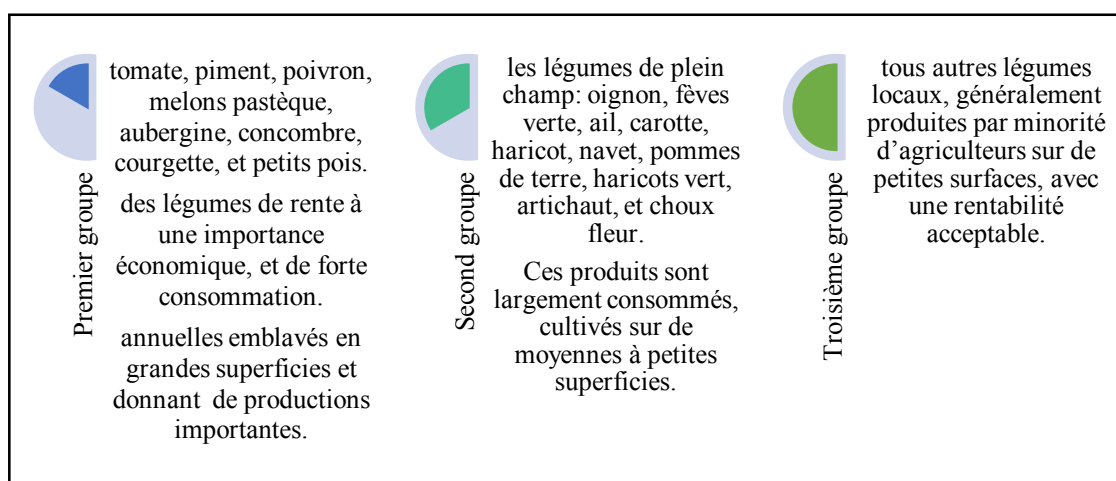 Premier groupe
tomate, piment, poivron,
melons pastèque,
aubergine, concombre,
courgette, et petits pois.
des légumes de rente à
une importance
économique, et de forte
consommation.
annuelles emblavés en
grandes superficies et
donnant de productions
importantes.
Second groupe
les légumes de plein
champ: oignon, fèves
verte, ail, carotte,
haricot, navet, pommes
de terre, haricots vert,
artichaut, et choux
fleur.
Ces produits sont
largement consommés,
cultivés sur de
moyennes à petites
superficies.
Troisième groupe
tous autres légumes
locaux, généralement
produites par minorité
d’agriculteurs sur de
petites surfaces, avec
une rentabilité
acceptable.